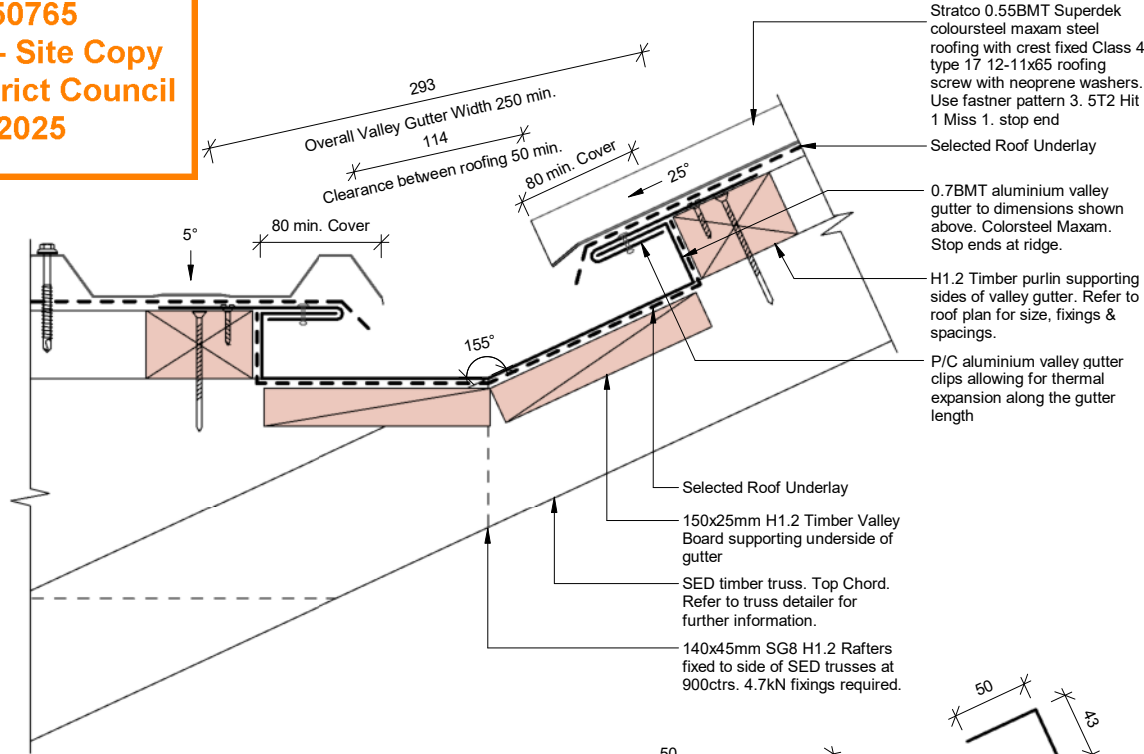 50765
- Site Copy
rict Council
2025
293
Overall Valley Gutter Width 250 min.
114
Clearance between roofing 50 min.
80 min. Cover
25°
5°
80 min. Cover
155°
Stratco 0.55BMT Superdek
coloursteel maxam steel
roofing with crest fixed Class 4
type 17 12-11x65 roofing
screw with neoprene washers.
Use fastner pattern 3. 5T2 Hit
1 Miss 1. stop end
Selected Roof Underlay
0.7BMT aluminium valley
gutter to dimensions shown
above. Colorsteel Maxam.
Stop ends at ridge.
H1.2 Timber purlin supporting
sides of valley gutter. Refer to
roof plan for size, fixings &
spacings.
P/C aluminium valley gutter
clips allowing for thermal
expansion along the gutter
length
Selected Roof Underlay
150x25mm H1.2 Timber Valley
Board supporting underside of
gutter
SED timber truss. Top Chord.
Refer to truss detailer for
further information.
140x45mm SG8 H1.2 Rafters
fixed to side of SED trusses at
900ctrs. 4.7kN fixings required.
50
43
50